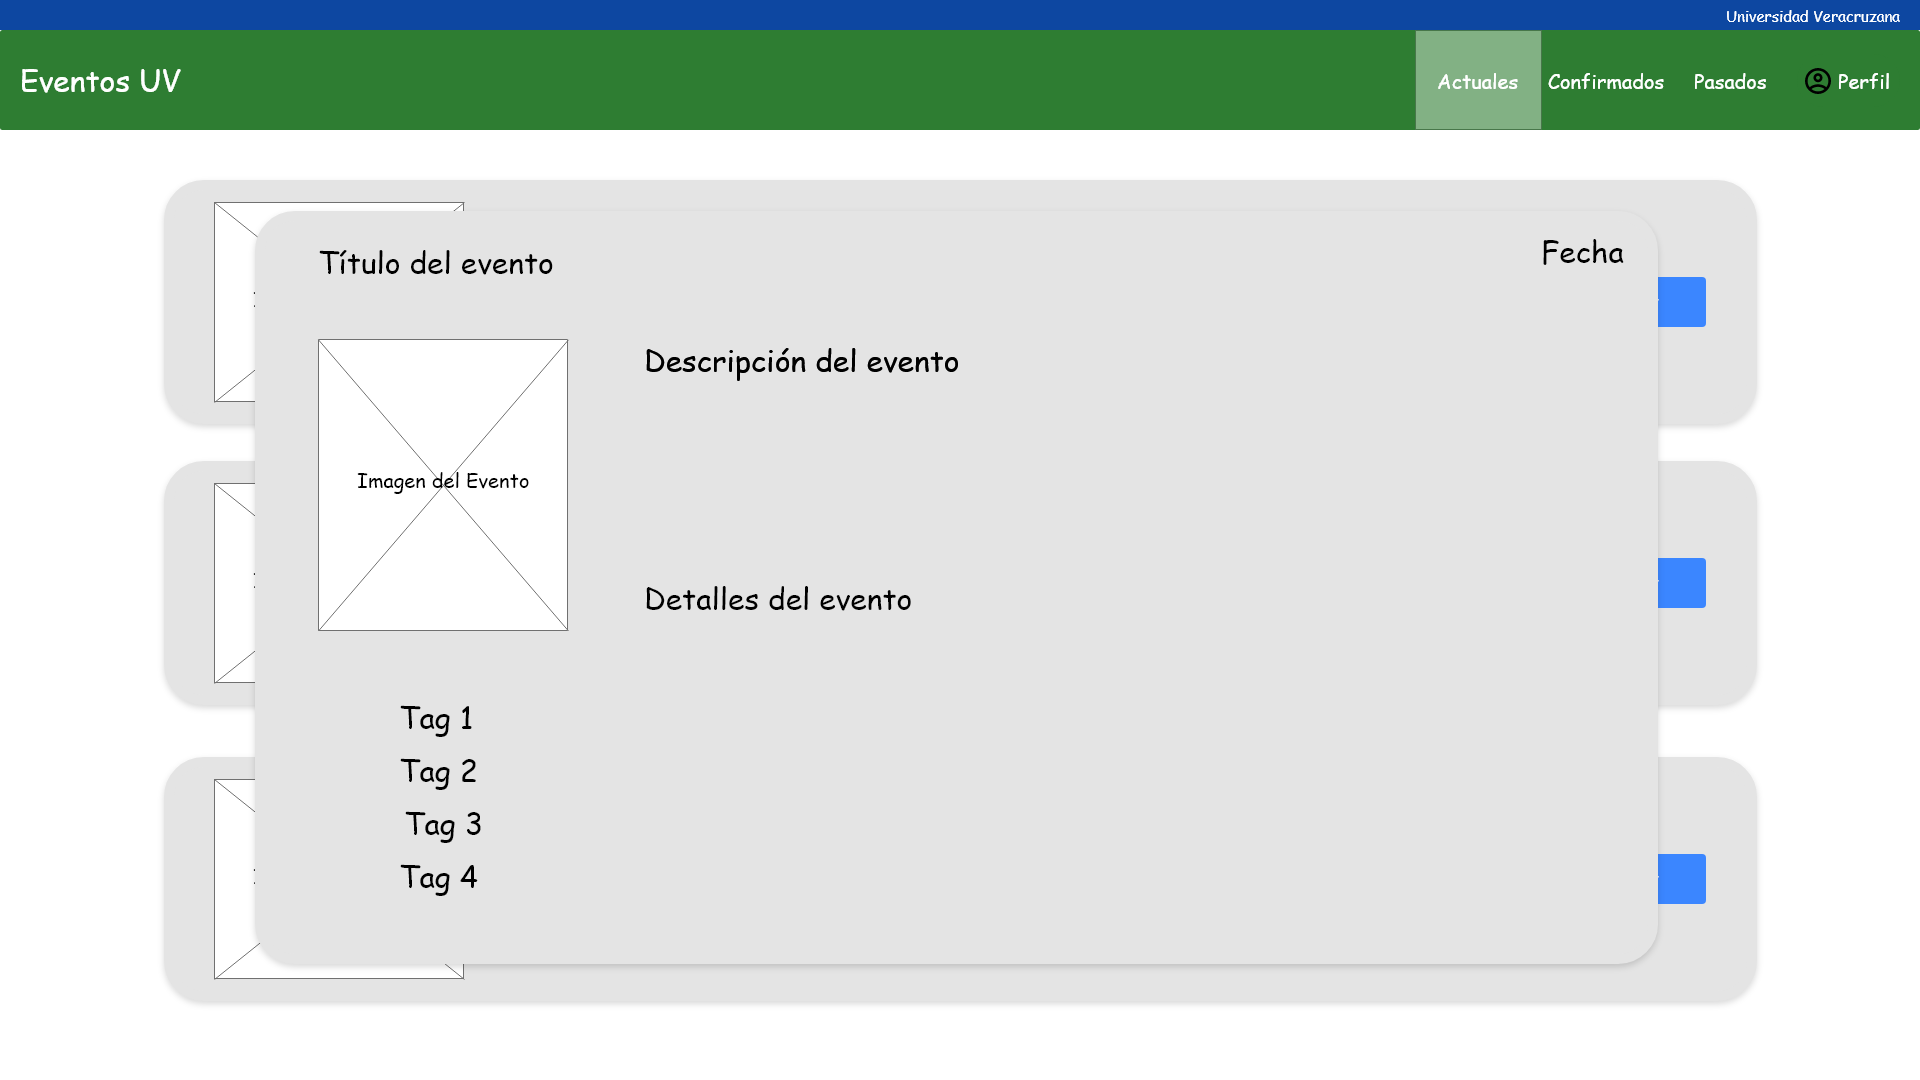 Universidad Veracruzana
Eventos UV
Actuales
Confirmados
Pasados
Perfil
Título del evento
Fecha
Descripción del evento
Imagen del Evento
Detalles del evento
Tag 1
Tag 2
Tag 3
Tag 4